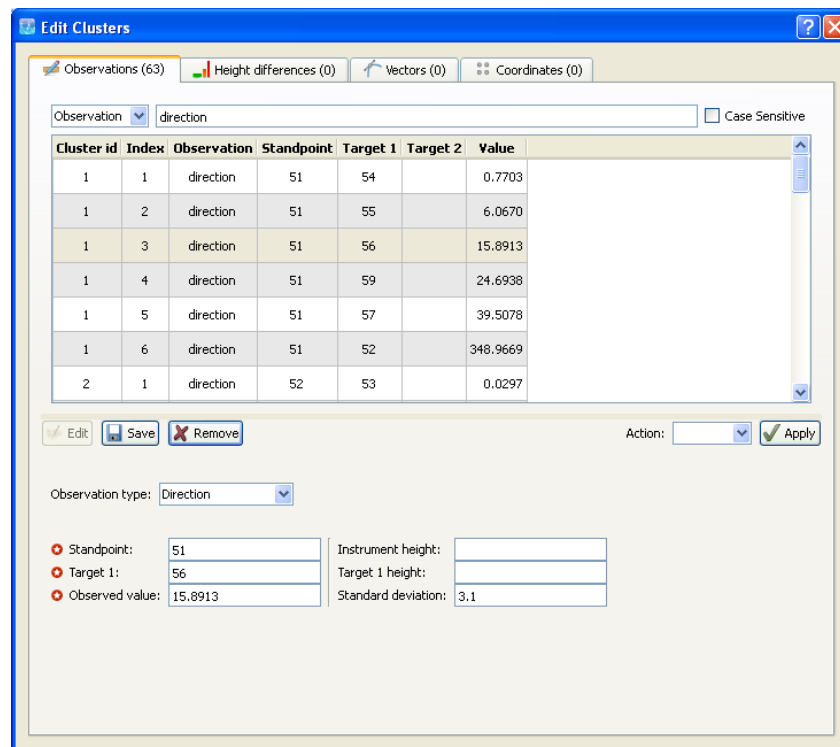 Edit Clusters
Observations (63) Height differences (0) Vectors (0) Coordinates (0)
Observation direction Case Sensitive
Cluster id Index Observation Standpoint Target 1 Target 2 Value
1 1 direction 51 54 0.7703
1 2 direction 51 55 6.0670
1 3 direction 51 56 15.8913
1 4 direction 51 59 24.6938
1 5 direction 51 57 39.5078
1 6 direction 51 52 348.9669
2 1 direction 52 53 0.0297
Edit Save Remove Action: Apply
Observation type: Direction
Standpoint: 51 Instrument height:
Target 1: 56 Target 1 height:
Observed value: 15.8913 Standard deviation: 3.1